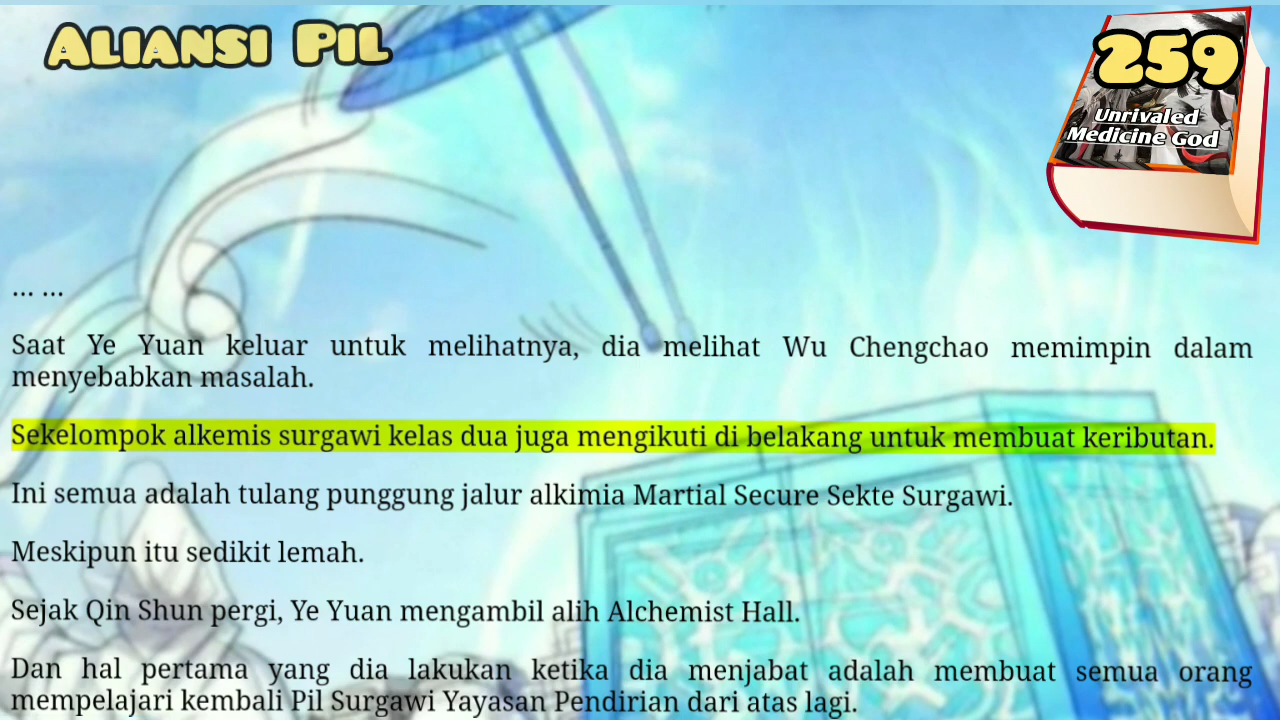 Aliansi Pil
259
Unrivaled
Medicine God
... ...
Saat Ye Yuan keluar untuk melihatnya, dia melihat Wu Chengchao memimpin dalam
menyebabkan masalah.
Sekelompok alkemis surgawi kelas dua juga mengikuti di belakang untuk membuat keributan.
Ini semua adalah tulang punggung jalur alkimia Martial Secure Sekte Surgawi.
Meskipun itu sedikit lemah.
Sejak Qin Shun pergi, Ye Yuan mengambil alih Alchemist Hall.
Dan hal pertama yang dia lakukan ketika dia menjabat adalah membuat semua orang
mempelajari kembali Pil Surgawi Yayasan Pendirian dari atas lagi.